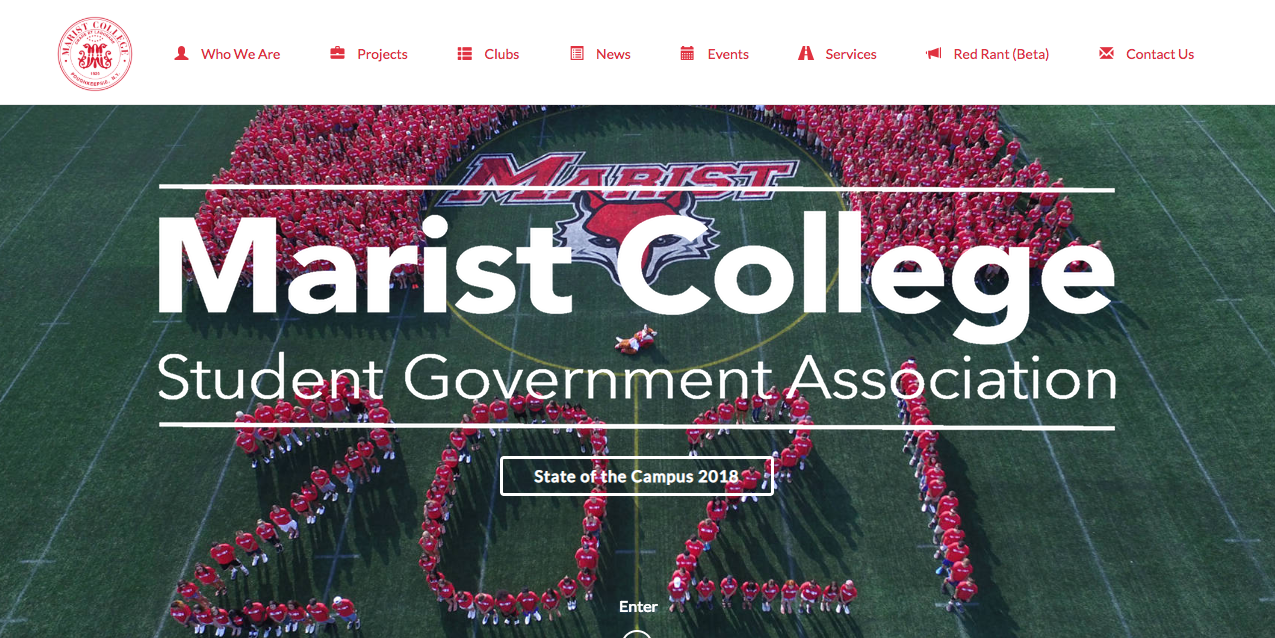 MARIST COLLEGE
POUGHKEEPSIE, N.Y.
Who We Are
Projects
Clubs
News
Events
Services
Red Rant (Beta)
Contact Us
MARIST
Marist College
Student Government Association
2021
State of the Campus 2018
Enter